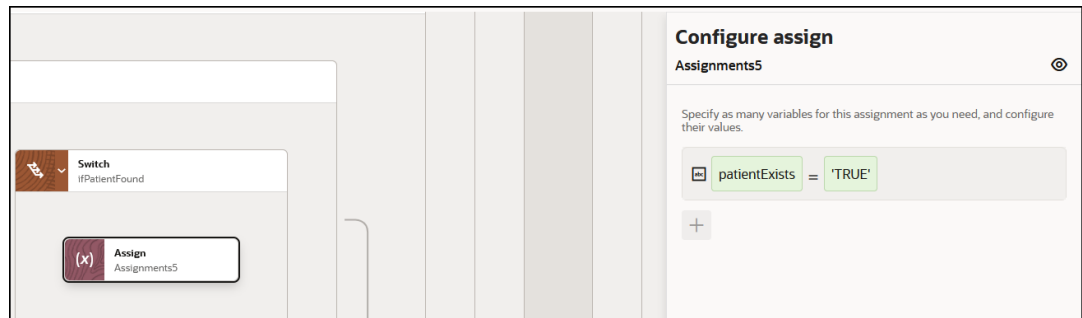 Configure assign
Assignments5
Specify as many variables for this assignment as you need, and configure
their values.
abc patientExists = 'TRUE'
Switch
ifPatientFound
(x) Assign
Assignments5